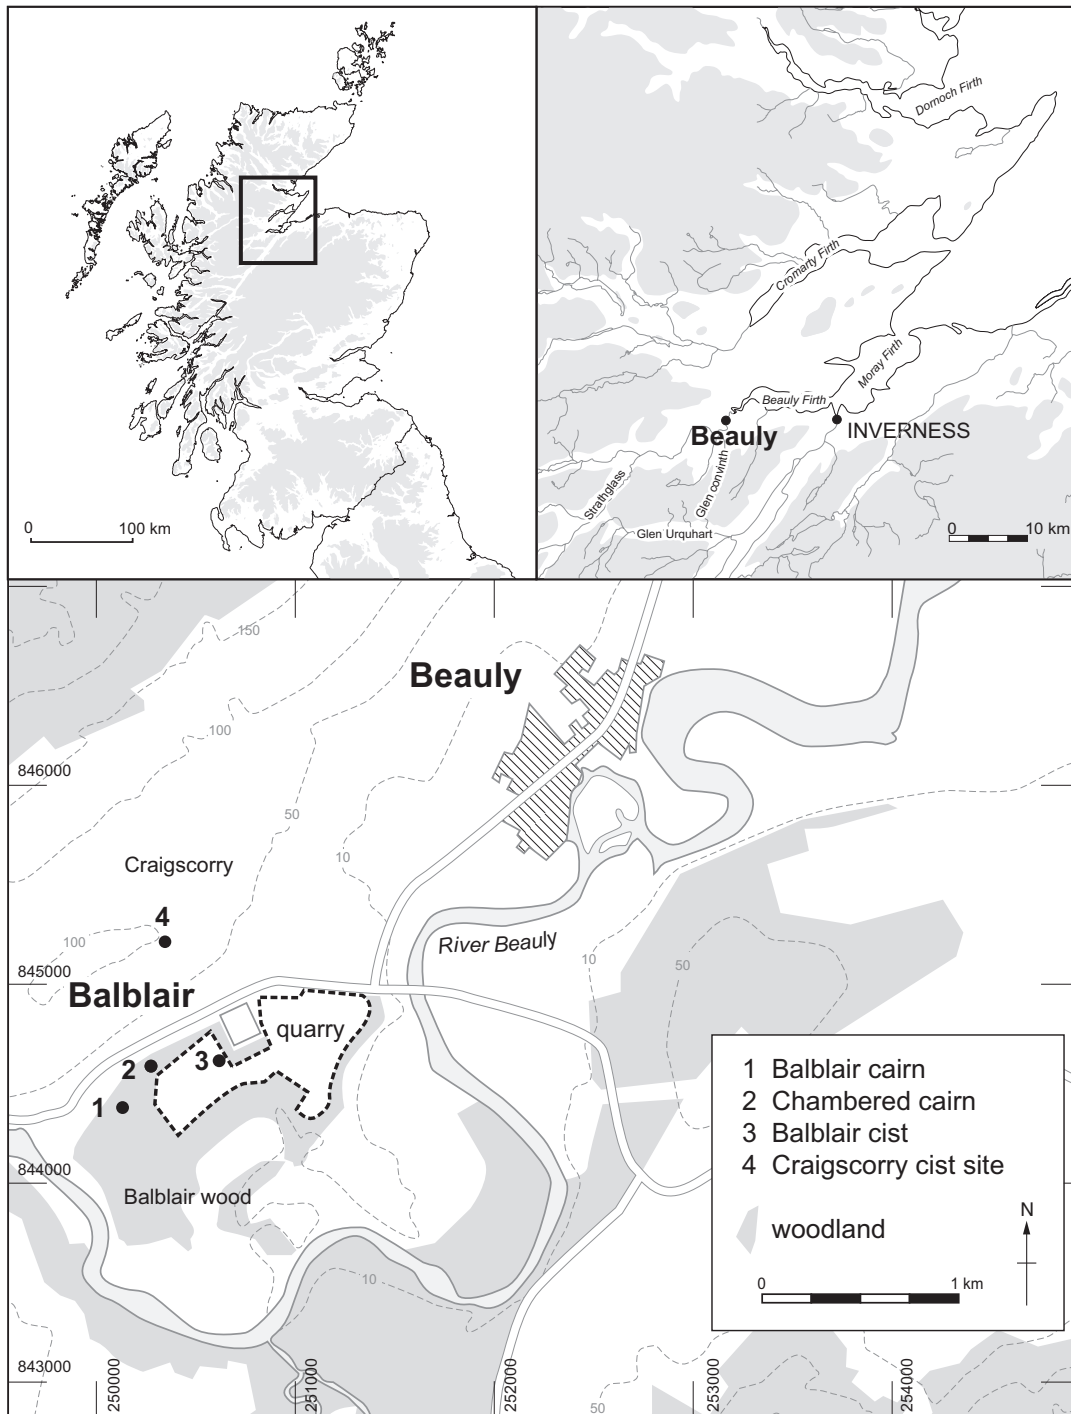 0 100 km
Dornoch Firth
Cromarty Firth
Moray Firth
Beauly Firth
Beauly
INVERNESS
Strathglass
Glen convinth
Glen Urquhart
0 10 km
150
Beauly
100
846000
50
10
Craigscorry
4
100
River Beauly
10
50
845000
Balblair
quarry
2
3
1
844000
Balblair wood
10
1 Balblair cairn
2 Chambered cairn
3 Balblair cist
4 Craigscorry cist site
woodland
N
0 1 km
843000
250000
251000
252000
253000
254000
50